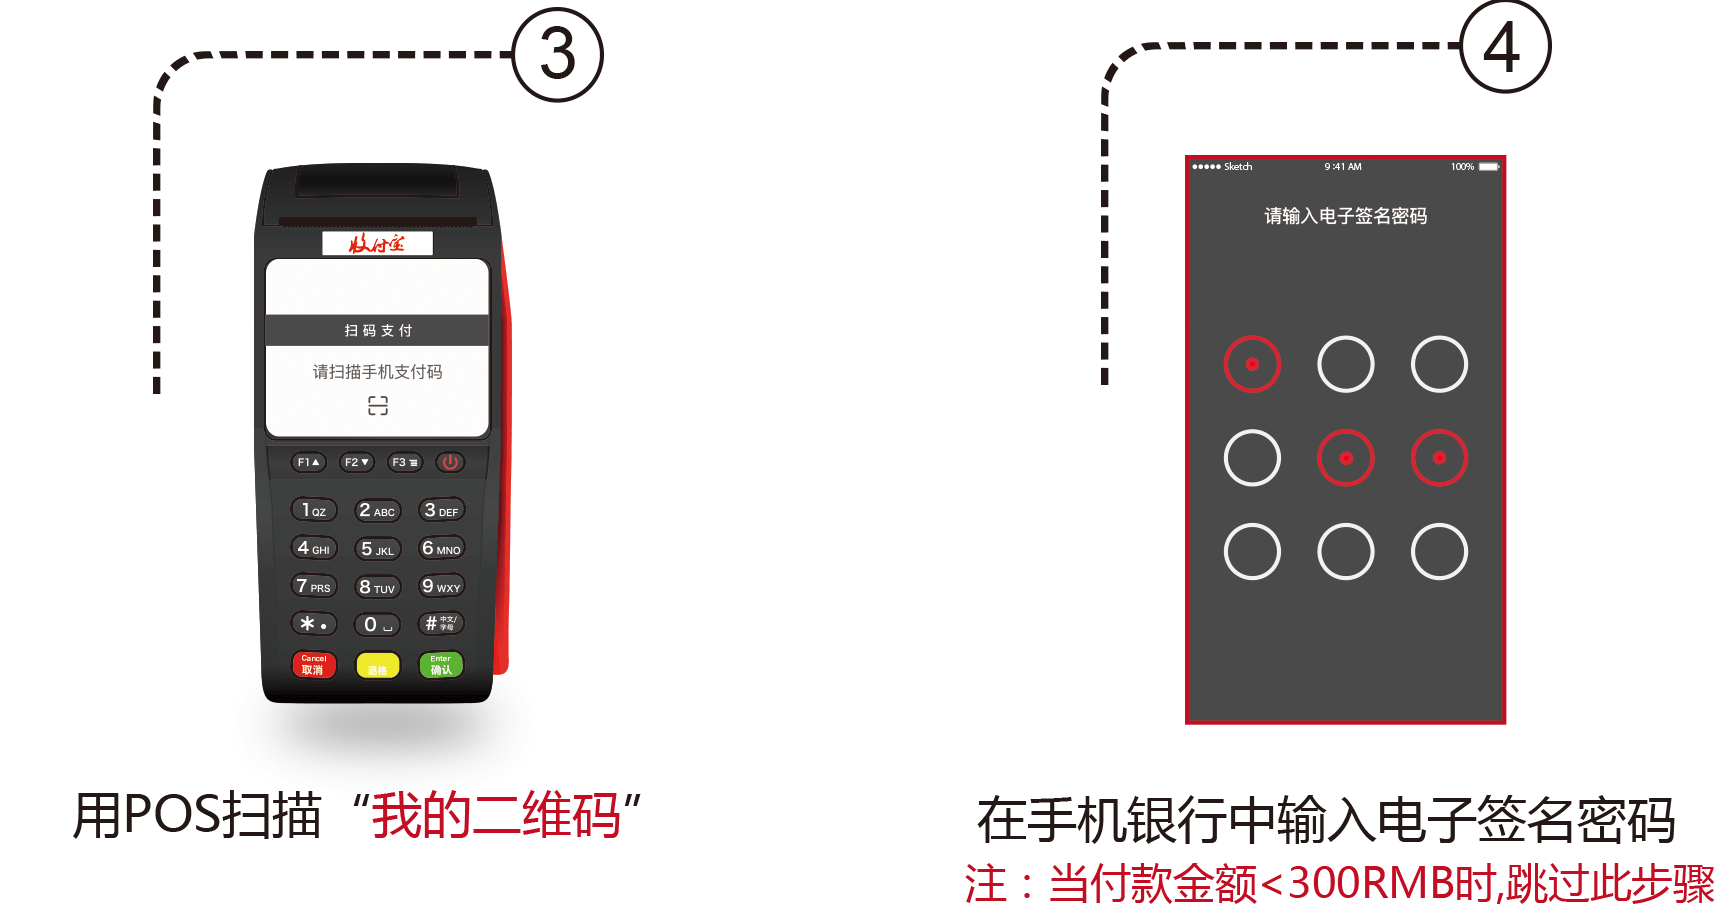 3
收付宝
扫码支付
请扫描手机支付码
F1▲ F2▼ F3
1 QZ 2 ABC 3 DEF
4 GHI 5 JKL 6 MNO
7 PRS 8 TUV 9 WXY
* . 0 # 中文/
字母
Cancel
取消
退格
Enter
确认
用POS扫描“我的二维码”
4
Sketch 9:41 AM 100%
请输入电子签名密码
在手机银行中输入电子签名密码
注：当付款金额<300RMB时,跳过此步骤